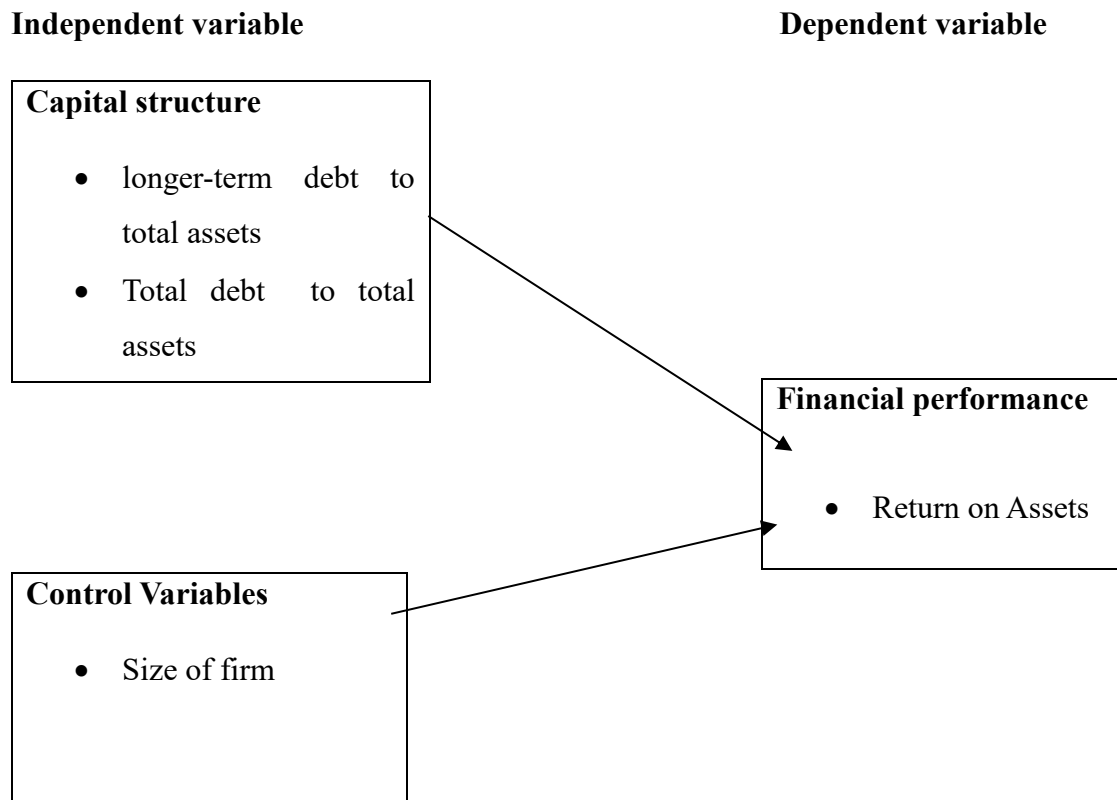 Independent variable
Dependent variable
Capital structure
• longer-term debt to
total assets
• Total debt to total
assets
Financial performance
• Return on Assets
Control Variables
• Size of firm